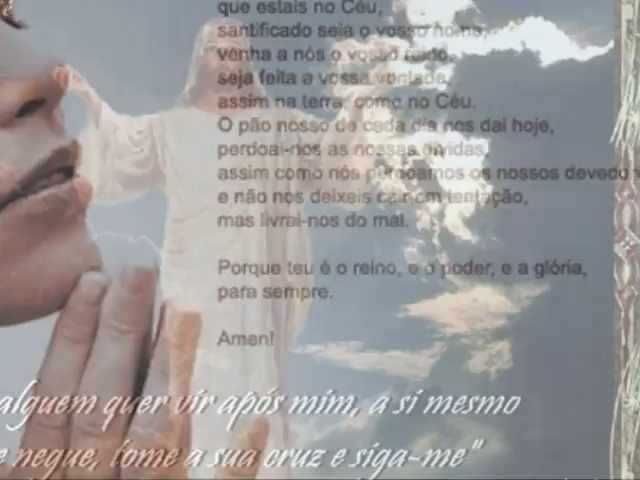 que estais no Céu,
santificado seja o vosso nome,
venha a nós o vosso reino,
seja feita a vossa vontade,
assim na terra, como no Céu.
O pão nosso de cada dia nos dai hoje,
perdoai-nos as nossas dívidas,
assim como nós perdoamos os nossos devedo
e não nos deixeis cair em tentação,
mas livrai-nos do mal.
Porque teu é o reino, e o poder, e a glória,
para sempre.
Amen!
alguem quer vir após mim, a si mesmo
e negue, tome a sua cruz e siga-me"